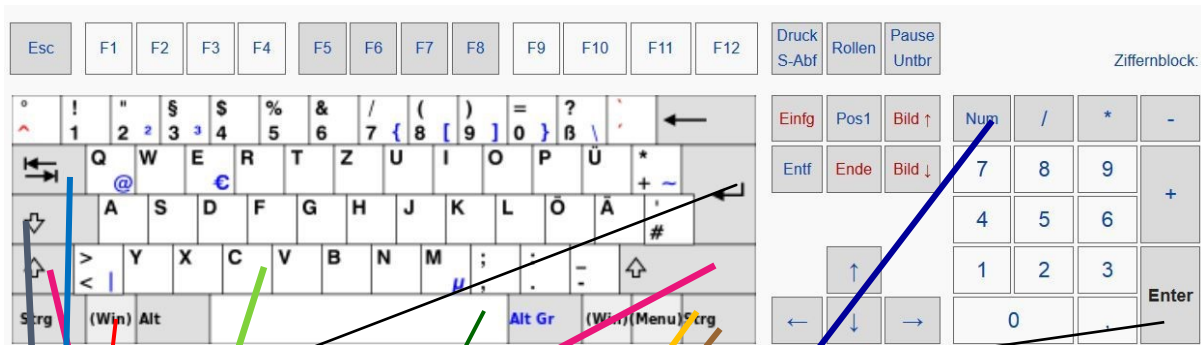 Esc F1 F2 F3 F4 F5 F6 F7 F8 F9 F10 F11 F12 Druck S-Abf Rollen Pause Untbr Ziffernblock:
° ! " § $ % & / ( ) = ? ` 
^ 1 2 ² 3 ³ 4 5 6 7 { 8 [ 9 ] 0 } ß \ ´ Einfg Pos1 Bild ↑ Num / * -
Q W E R T Z U I O P Ü *
@ € + ~ Entf Ende Bild ↓ 7 8 9 +
A S D F G H J K L Ö Ä '
# 4 5 6
> Y X C V B N M ; : _
< | µ , . - ↑ 1 2 3 Enter
Strg (Win) Alt Alt Gr (Win) (Menu) Strg ← ↓ → 0 .